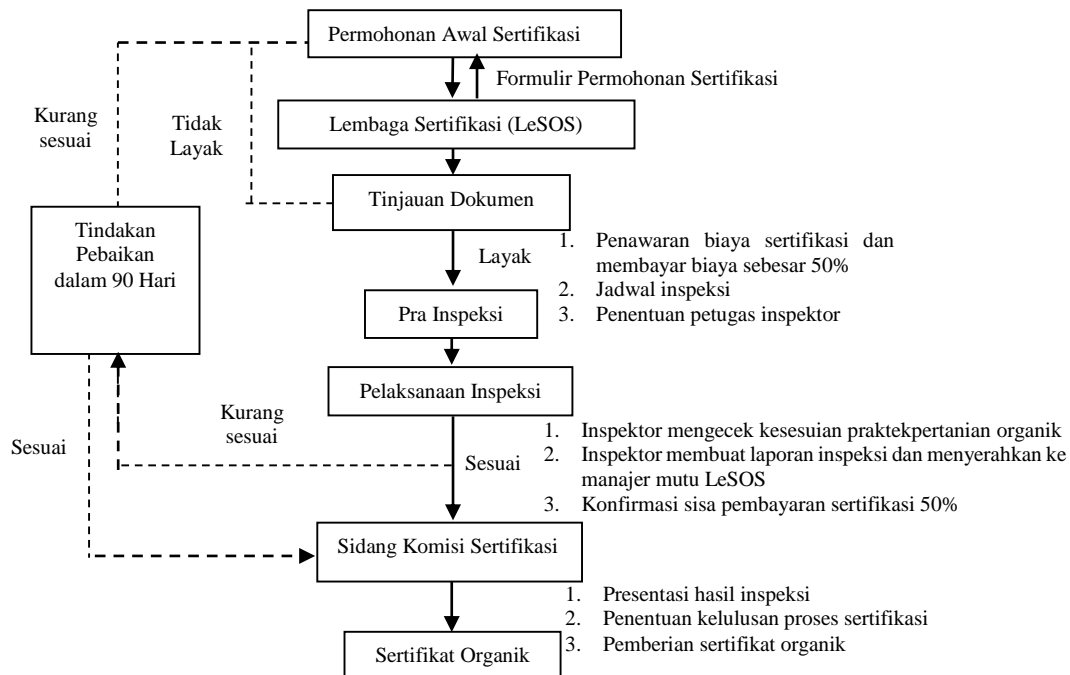 Permohonan Awal Sertifikasi
Formulir Permohonan Sertifikasi
Kurang
sesuai
Tidak
Layak
Lembaga Sertifikasi (LeSOS)
Tinjauan Dokumen
Tindakan
Pebaikan
dalam 90 Hari
Layak
1. Penawaran biaya sertifikasi dan
membayar biaya sebesar 50%
2. Jadwal inspeksi
3. Penentuan petugas inspektor
Pra Inspeksi
Pelaksanaan Inspeksi
Kurang
sesuai
Sesuai
Sesuai
1. Inspektor mengecek kesesuian praktekpertanian organik
2. Inspektor membuat laporan inspeksi dan menyerahkan ke
manajer mutu LeSOS
3. Konfirmasi sisa pembayaran sertifikasi 50%
Sidang Komisi Sertifikasi
1. Presentasi hasil inspeksi
2. Penentuan kelulusan proses sertifikasi
3. Pemberian sertifikat organik
Sertifikat Organik